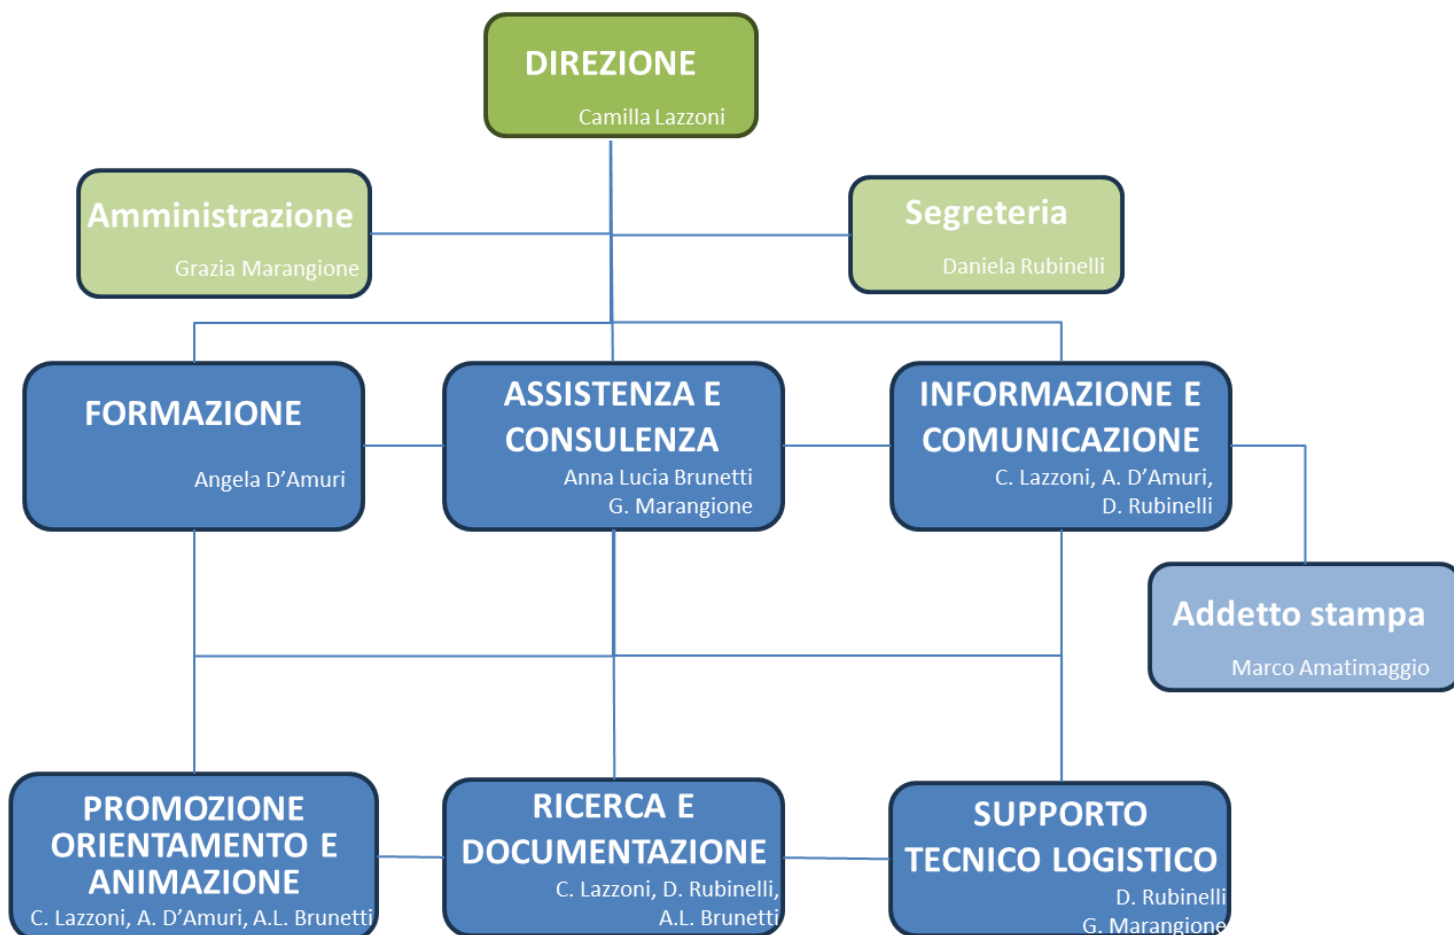 DIREZIONE
Camilla Lazzoni
Amministrazione
Grazia Marangione
Segreteria
Daniela Rubinelli
FORMAZIONE
Angela D'Amuri
ASSISTENZA E
CONSULENZA
Anna Lucia Brunetti
G. Marangione
INFORMAZIONE E
COMUNICAZIONE
C. Lazzoni, A. D'Amuri,
D. Rubinelli
Addetto stampa
Marco Amatimaggio
PROMOZIONE
ORIENTAMENTO E
ANIMAZIONE
C. Lazzoni, A. D'Amuri, A.L. Brunetti
RICERCA E
DOCUMENTAZIONE
C. Lazzoni, D. Rubinelli,
A.L. Brunetti
SUPPORTO
TECNICO LOGISTICO
D. Rubinelli
G. Marangione